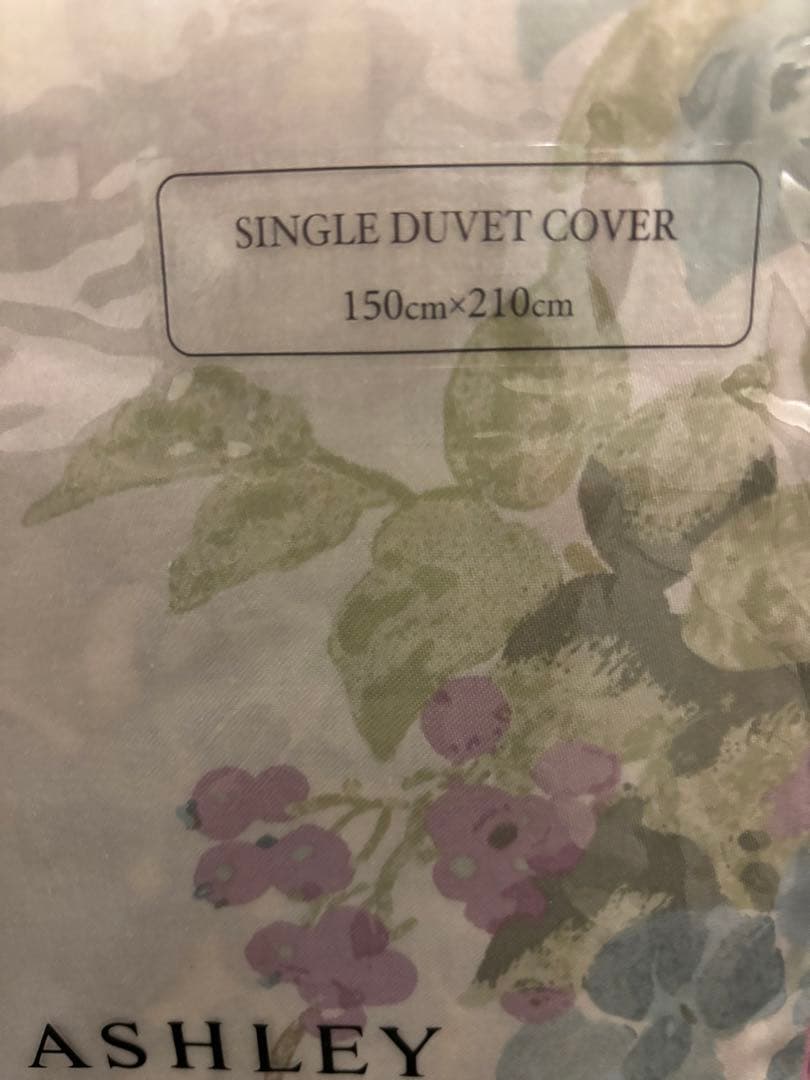 SINGLE DUVET COVER
150cm×210cm
ASHLEY